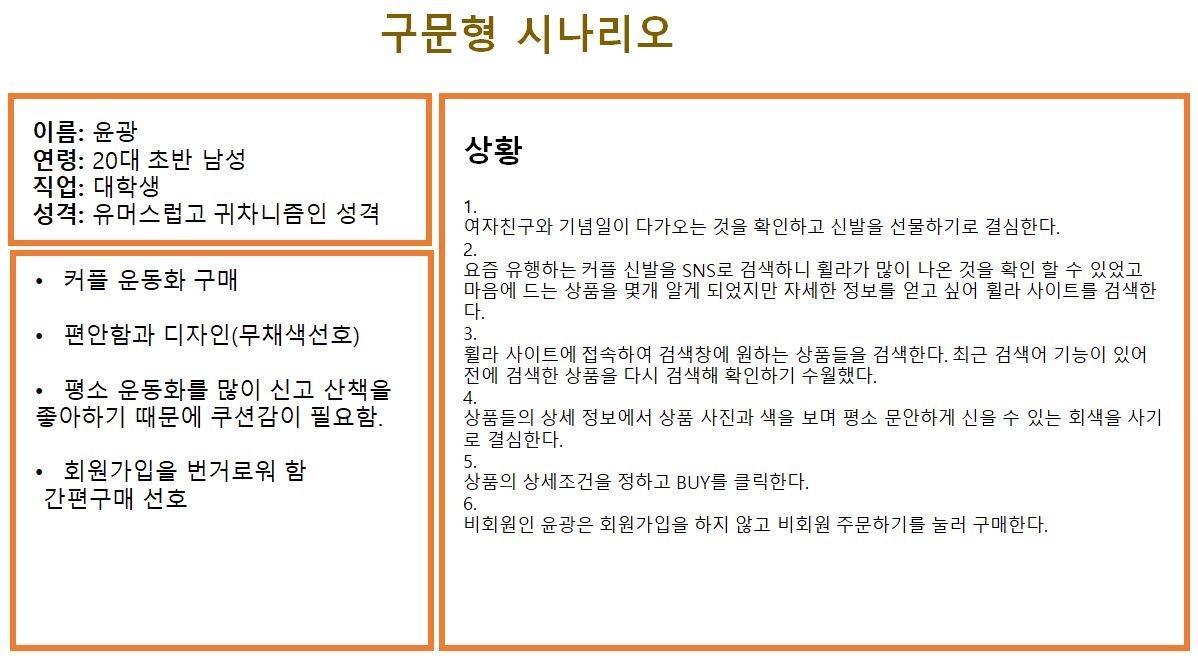 구문형 시나리오
이름: 윤광
연령: 20대 초반 남성
직업: 대학생
성격: 유머스럽고 귀차니즘인 성격
• 커플 운동화 구매
• 편안함과 디자인(무채색선호)
• 평소 운동화를 많이 신고 산책을
좋아하기 때문에 쿠션감이 필요함.
• 회원가입을 번거로워 함
간편구매 선호
상황
1.
여자친구와 기념일이 다가오는 것을 확인하고 신발을 선물하기로 결심한다.
2.
요즘 유행하는 커플 신발을 SNS로 검색하니 휠라가 많이 나온 것을 확인 할 수 있었고
마음에 드는 상품을 몇개 알게 되었지만 자세한 정보를 얻고 싶어 휠라 사이트를 검색한
다.
3.
휠라 사이트에 접속하여 검색창에 원하는 상품들을 검색한다. 최근 검색어 기능이 있어
전에 검색한 상품을 다시 검색해 확인하기 수월했다.
4.
상품들의 상세 정보에서 상품 사진과 색을 보며 평소 문안하게 신을 수 있는 회색을 사기
로 결심한다.
5.
상품의 상세조건을 정하고 BUY를 클릭한다.
6.
비회원인 윤광은 회원가입을 하지 않고 비회원 주문하기를 눌러 구매한다.